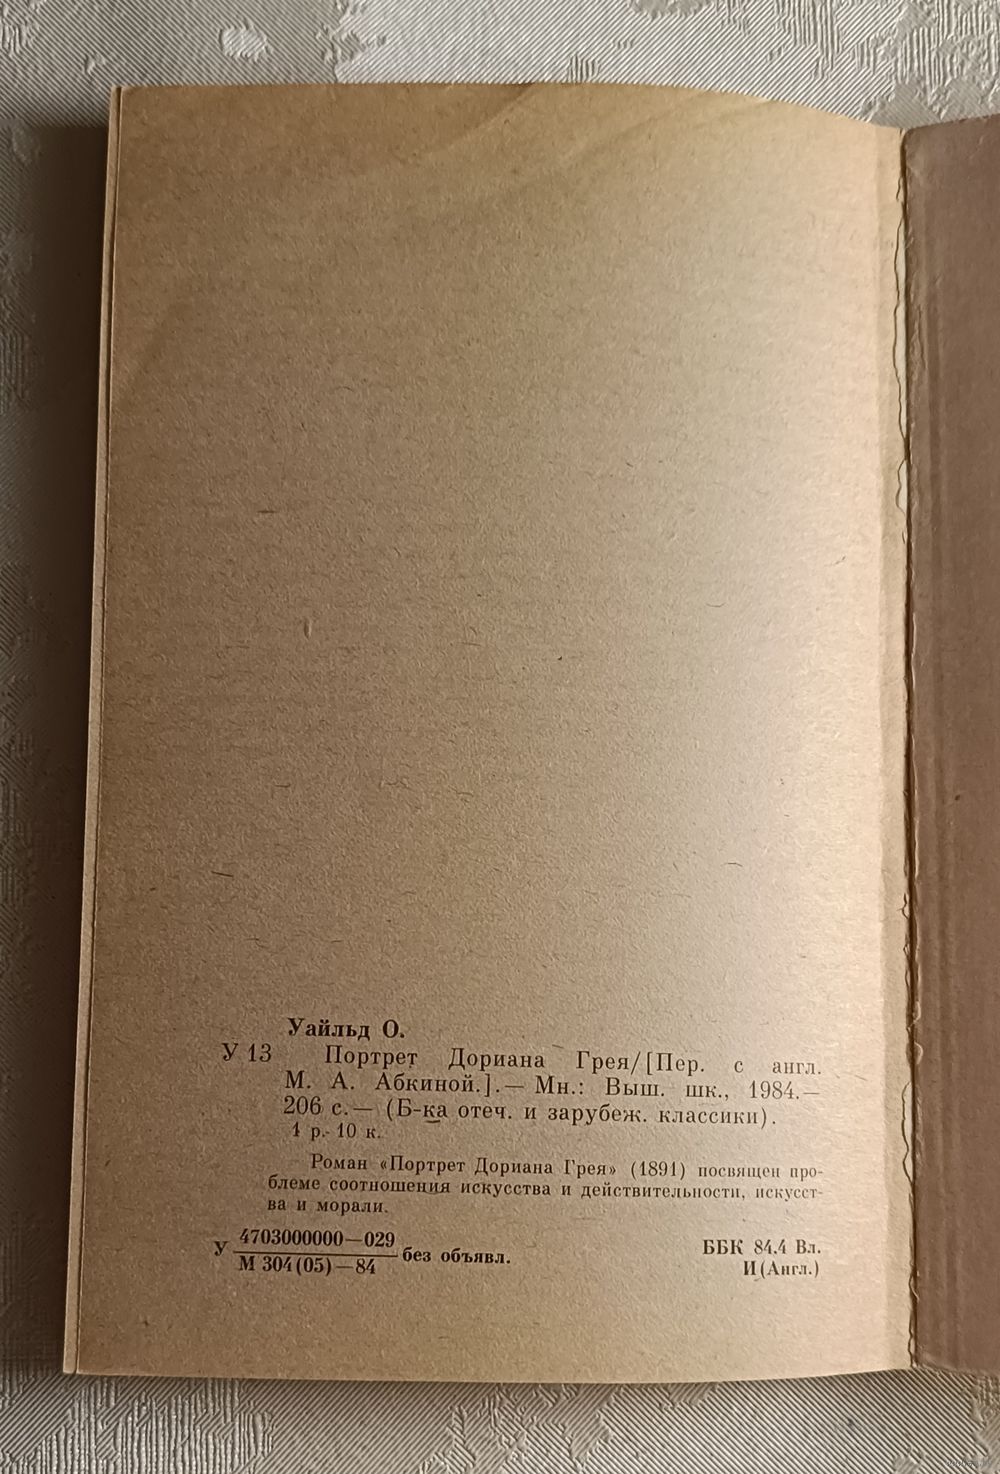 Уайльд О.
У 13 Портрет Дориана Грея/[Пер. с англ.
М. А. Абкиной.].— Мн.: Выш. шк., 1984.—
206 с.— (Б-ка отеч. и зарубеж. классики).
1 р. 10 к.
Роман «Портрет Дориана Грея» (1891) посвящен про-
блеме соотношения искусства и действительности, искусст-
ва и морали.
У 4703000000—029
М 304(05)—84 без объявл.
ББК 84.4 Вл.
И(Англ.)